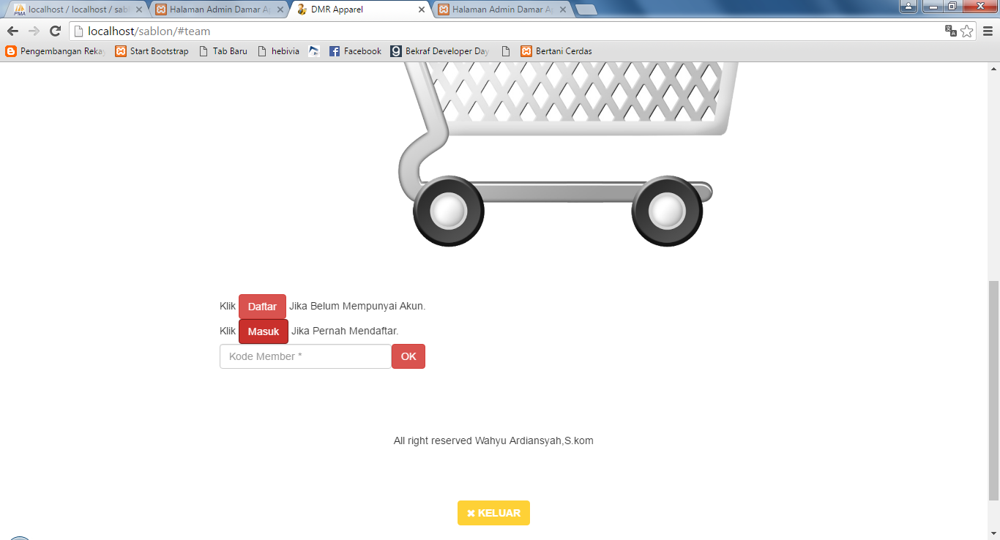 PMA localhost / localhost / sabl
Halaman Admin Damar A
DMR Apparel
Halaman Admin Damar A
localhost/sablon/#team
Pengembangan Reka
Start Bootstrap
Tab Baru
hebivia
Facebook
Bekraf Developer Day
Bertani Cerdas
Klik Daftar Jika Belum Mempunyai Akun.
Klik Masuk Jika Pernah Mendaftar.
Kode Member * OK
All right reserved Wahyu Ardiansyah,S.kom
✖ KELUAR